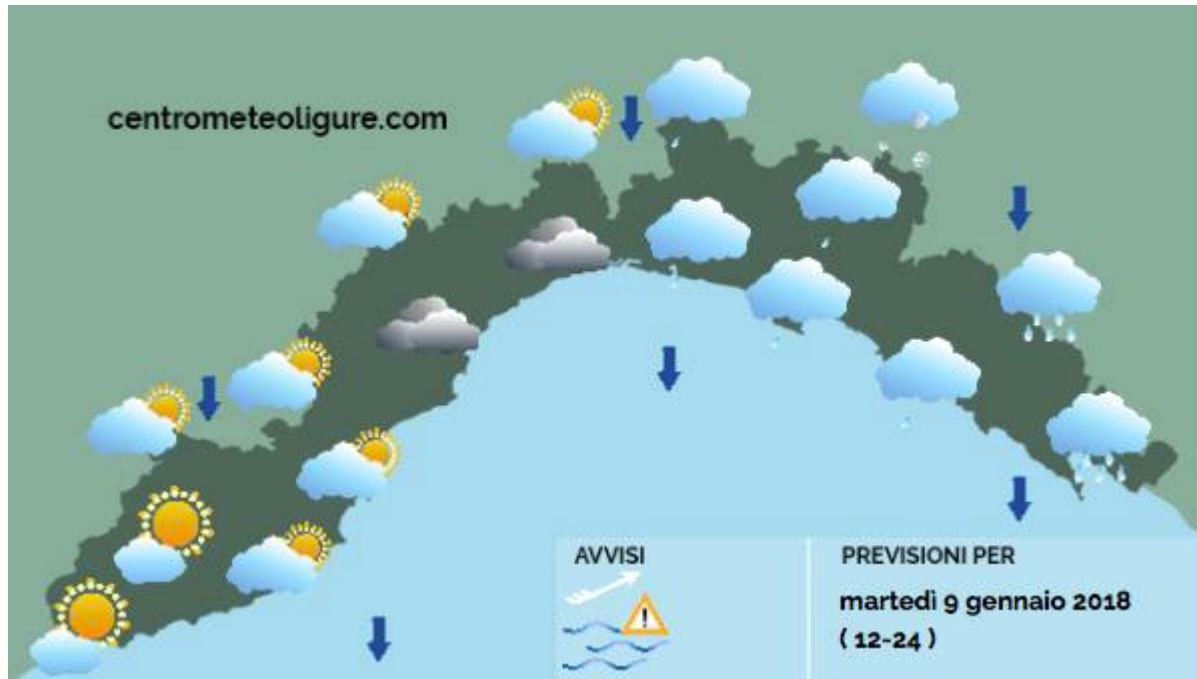 centrometeoligure.com
AVVISI
PREVISIONI PER
martedì 9 gennaio 2018
( 12-24 )